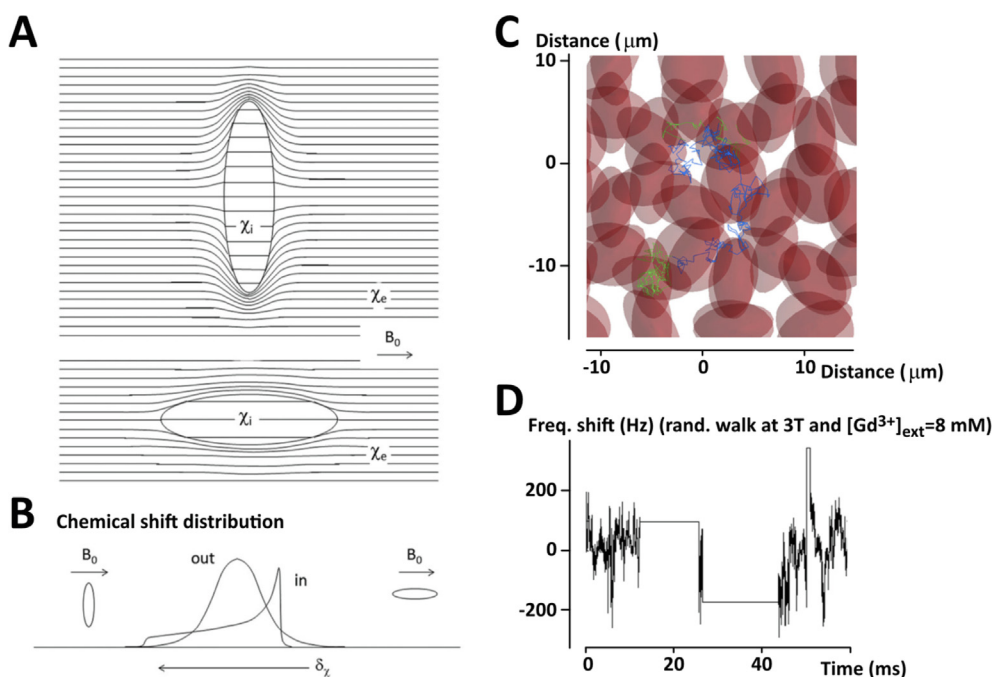 A
χi
χe
B0
χi
χe
B
Chemical shift distribution
B0
out
in
B0
δχ
C
Distance (μm)
10
0
-10
-10
0
10
Distance (μm)
D
Freq. shift (Hz) (rand. walk at 3T and [Gd3+]ext=8 mM)
200
0
-200
0
20
40
Time (ms)